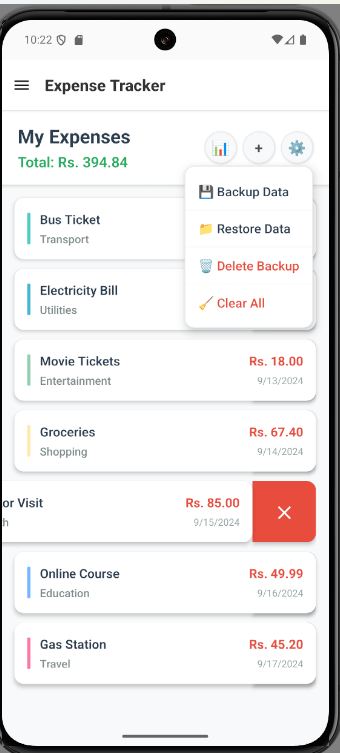 10:22
Expense Tracker
My Expenses
Total: Rs. 394.84
+
Backup Data
Restore Data
Delete Backup
Clear All
Bus Ticket
Transport
Electricity Bill
Utilities
Movie Tickets
Rs. 18.00
Entertainment
9/13/2024
Groceries
Rs. 67.40
Shopping
9/14/2024
or Visit
Rs. 85.00
h
9/15/2024
Online Course
Rs. 49.99
Education
9/16/2024
Gas Station
Rs. 45.20
Travel
9/17/2024